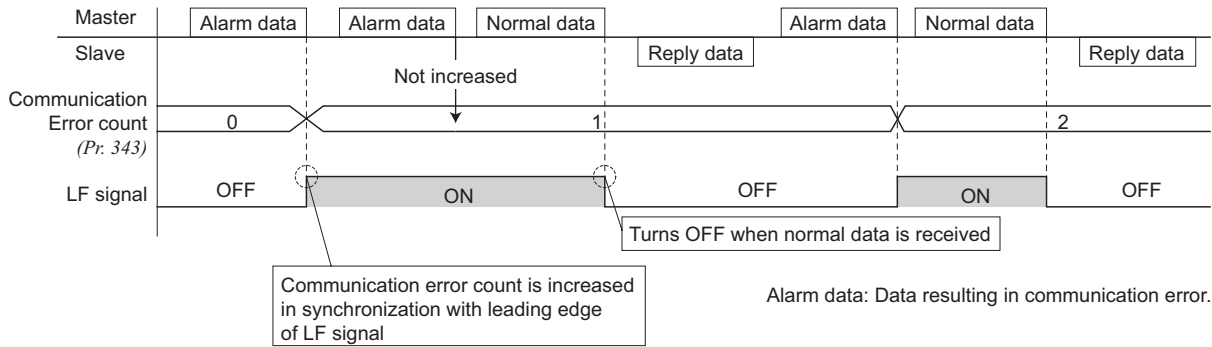 Master
Alarm data
Alarm data
Normal data
Alarm data
Normal data
Slave
Reply data
Reply data
Not increased
Communication
Error count
(Pr. 343)
0
1
2
LF signal
OFF
ON
OFF
ON
OFF
Turns OFF when normal data is received
Communication error count is increased
in synchronization with leading edge
of LF signal
Alarm data: Data resulting in communication error.